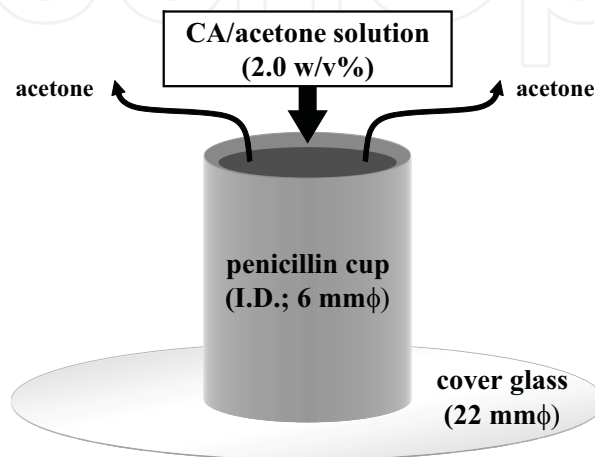 CA/acetone solution
(2.0 w/v%)
acetone
acetone
penicillin cup
(I.D.; 6 mmϕ)
cover glass
(22 mmϕ)